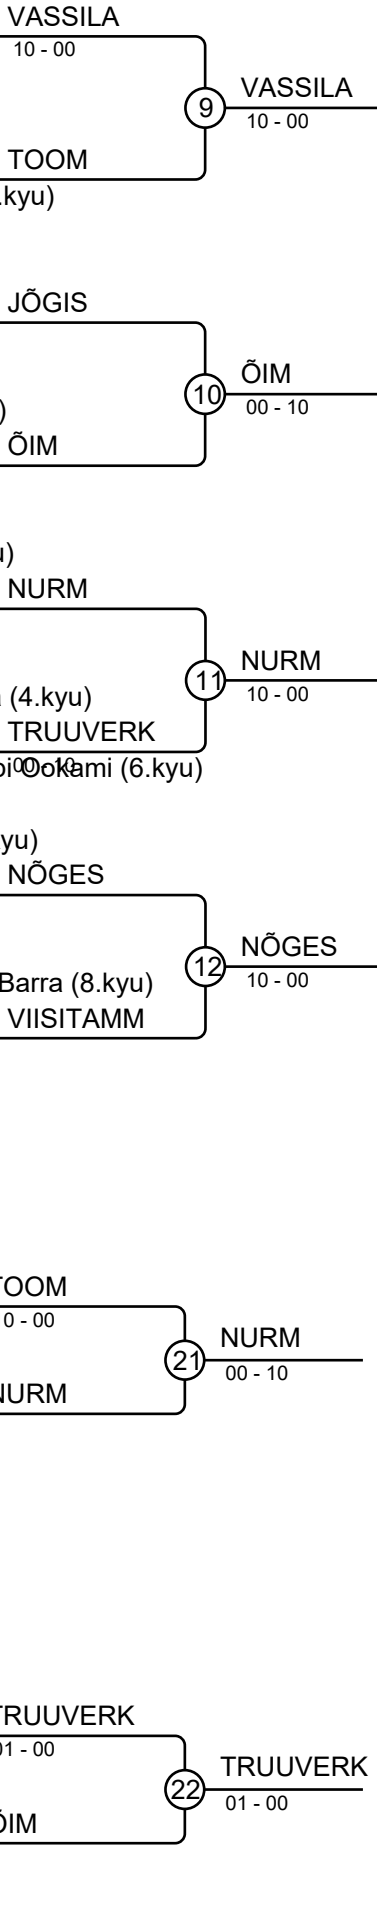 VASSILA
10 - 00
9
VASSILA
10 - 00
TOOM
.kyu)
JÕGIS
10
ÕIM
00 - 10
)
ÕIM
u)
NURM
11
NURM
10 - 00
(4.kyu)
TRUUVERK
00 - 10
Ookami (6.kyu)
yu)
NÕGES
12
NÕGES
10 - 00
Barra (8.kyu)
VIISITAMM
TOOM
0 - 00
21
NURM
00 - 10
NURM
TRUUVERK
01 - 00
22
TRUUVERK
01 - 00
ÕIM